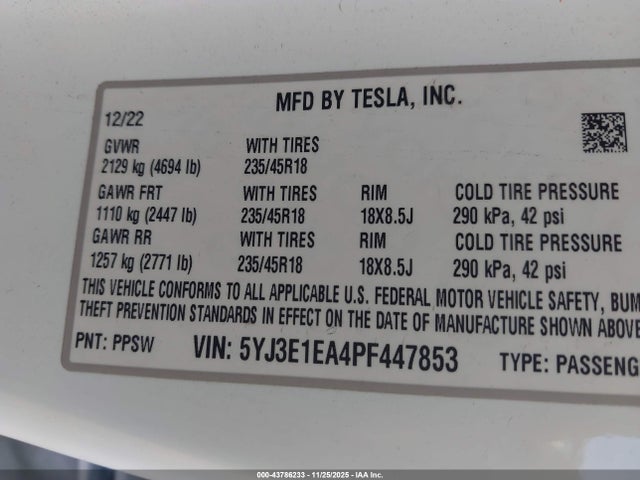 MFD BY TESLA, INC.
12/22
GVWR WITH TIRES
2129 kg (4694 lb) 235/45R18
GAWR FRT WITH TIRES RIM COLD TIRE PRESSURE
1110 kg (2447 lb) 235/45R18 18X8.5J 290 kPa, 42 psi
GAWR RR WITH TIRES RIM COLD TIRE PRESSURE
1257 kg (2771 lb) 235/45R18 18X8.5J 290 kPa, 42 psi
THIS VEHICLE CONFORMS TO ALL APPLICABLE U.S. FEDERAL MOTOR VEHICLE SAFETY, BUM
THEFT PREVENTION STANDARDS IN EFFECT ON THE DATE OF MANUFACTURE SHOWN ABOVE
PNT: PPSW VIN: 5YJ3E1EA4PF447853 TYPE: PASSENG
000-43786233 - 11/25/2025 - IAA Inc.